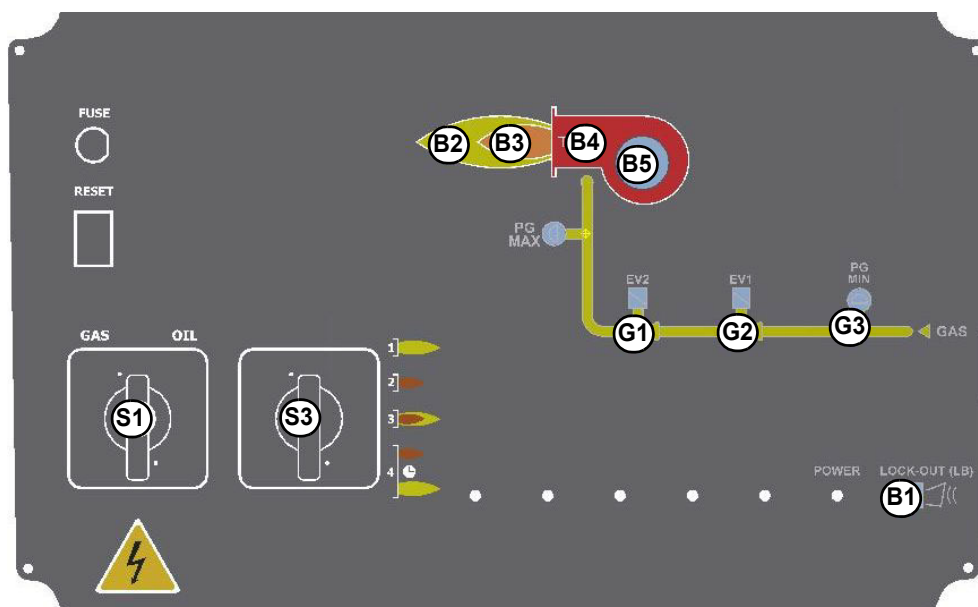 FUSE
B2 B3 B4 B5
RESET
PG
MAX
EV2 EV1 PG
MIN
G1 G2 G3 GAS
GAS OIL
1
2
S1 S3 3
4
POWER LOCK-OUT (LB)
B1